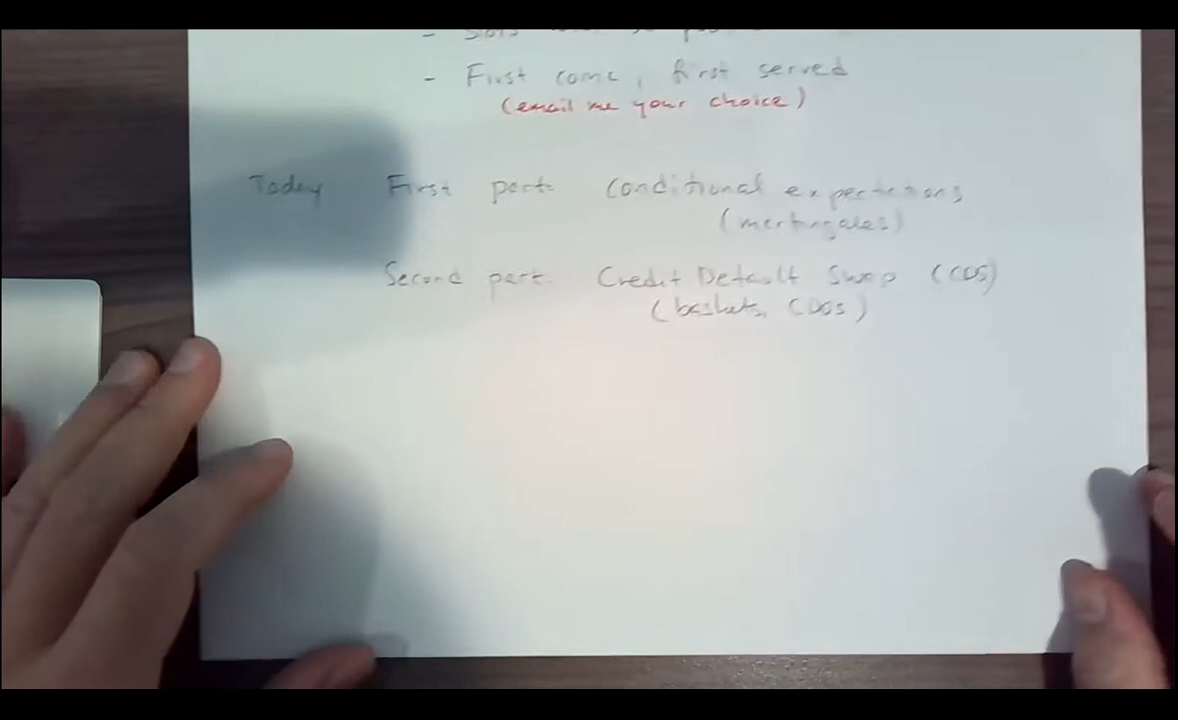 - Slots
- First come, first served
(email me your choice)
Today First part: Conditional expectations
(martingales)
Second part: Credit Default Swap (CDS)
(baskets, CDOs)